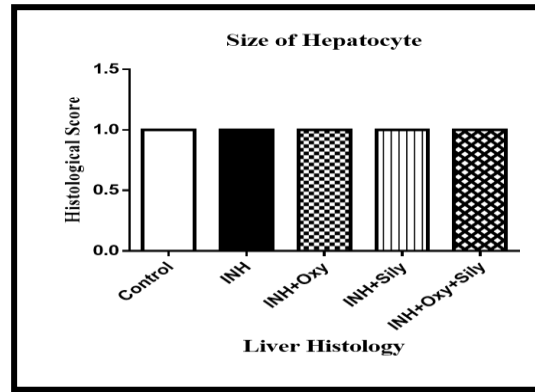 Size of Hepatocyte
1.5
1.0
0.5
0.0
Histological Score
Control
INH
INH+Oxy
INH+Sily
INH+Oxy+Sily
Liver Histology